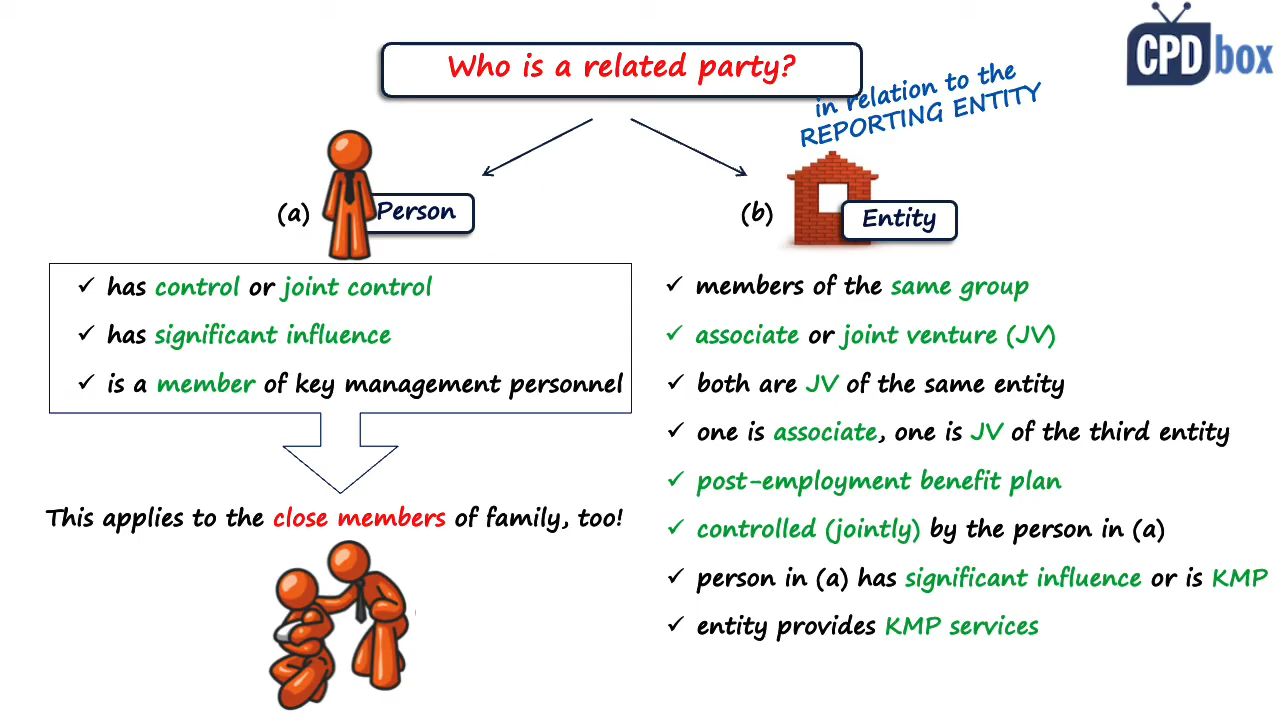 CPD box
Who is a related party?
in relation to the
REPORTING ENTITY
(a) Person
has control or joint control
has significant influence
is a member of key management personnel
This applies to the close members of family, too!
(b) Entity
members of the same group
associate or joint venture (JV)
both are JV of the same entity
one is associate, one is JV of the third entity
post-employment benefit plan
controlled (jointly) by the person in (a)
person in (a) has significant influence or is KMP
entity provides KMP services